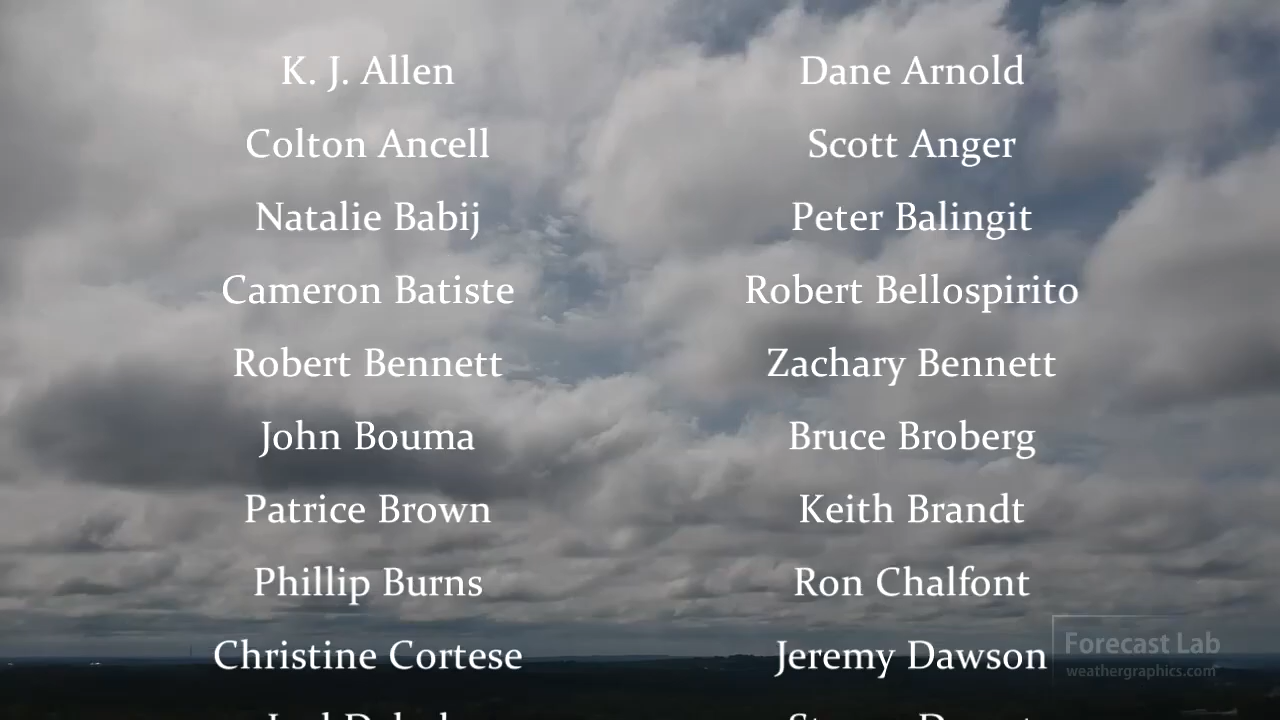 K. J. Allen
Dane Arnold
Colton Ancell
Scott Anger
Natalie Babij
Peter Balingit
Cameron Batiste
Robert Bellospirito
Robert Bennett
Zachary Bennett
John Bouma
Bruce Broberg
Patrice Brown
Keith Brandt
Phillip Burns
Ron Chalfont
Christine Cortese
Jeremy Dawson
Forecast Lab
weathergraphics.com